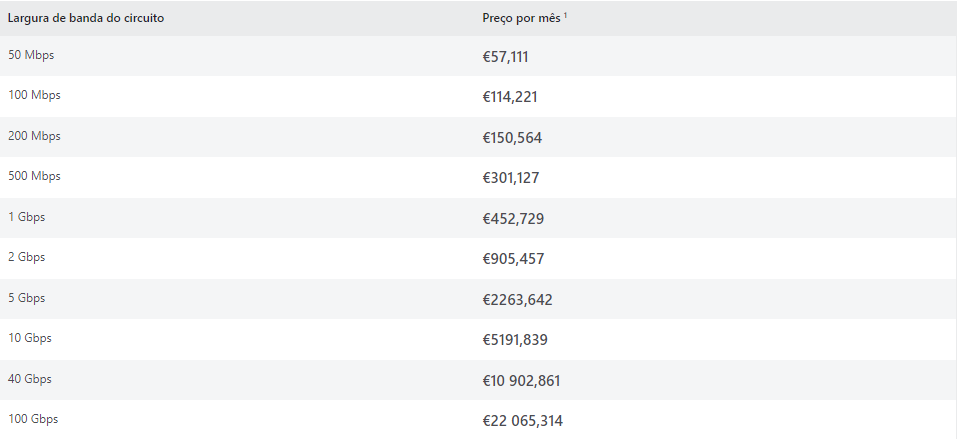 Largura de banda do circuito Preço por mês ¹
50 Mbps €57,111
100 Mbps €114,221
200 Mbps €150,564
500 Mbps €301,127
1 Gbps €452,729
2 Gbps €905,457
5 Gbps €2263,642
10 Gbps €5191,839
40 Gbps €10 902,861
100 Gbps €22 065,314